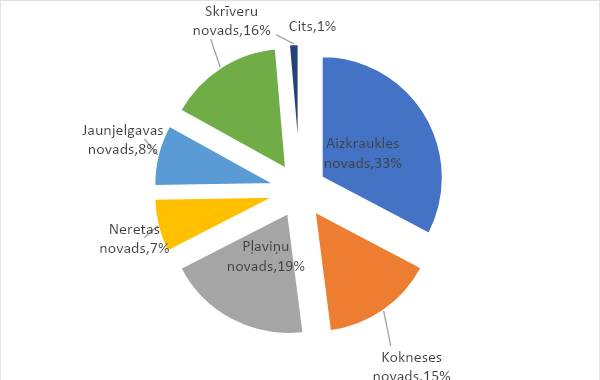 Skrīveru
novads,16%
Cits,1%
Aizkraukles
novads,33%
Jaunjelgavas
novads,8%
Neretas
novads,7%
Pļaviņu
novads,19%
Kokneses
novads,15%